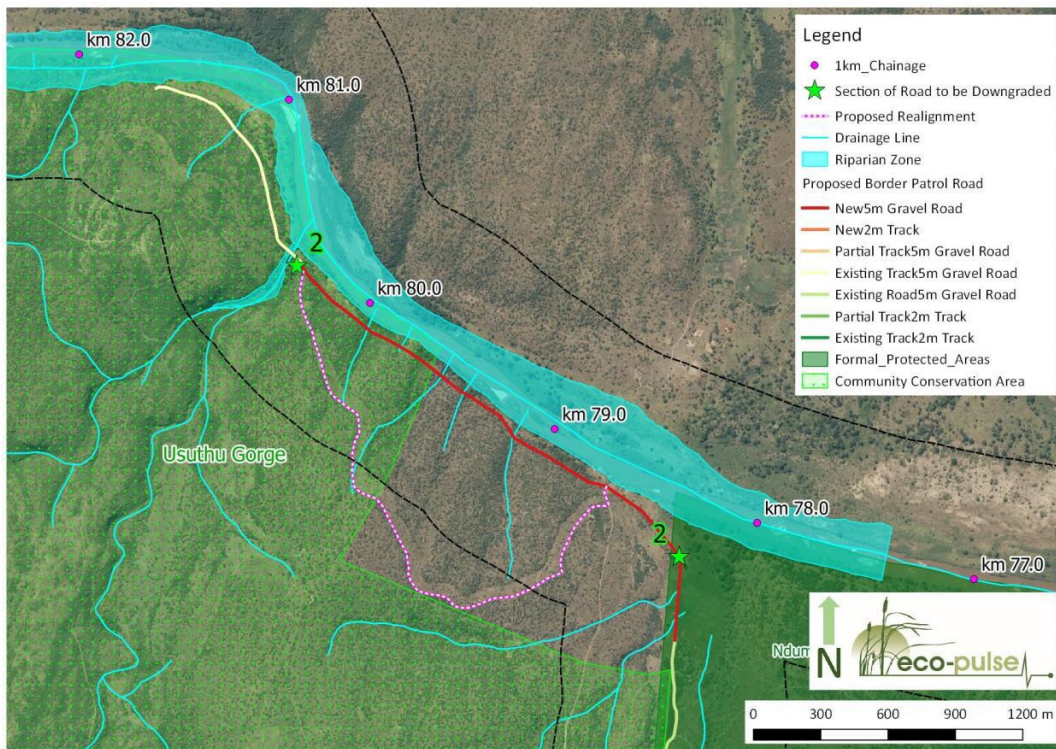 km 82.0
km 81.0
2
km 80.0
km 79.0
Usuthu Gorge
2
km 78.0
km 77.0
Legend
1km_Chainage
Section of Road to be Downgraded
Proposed Realignment
Drainage Line
Riparian Zone
Proposed Border Patrol Road
New5m Gravel Road
New2m Track
Partial Track5m Gravel Road
Existing Track5m Gravel Road
Existing Road5m Gravel Road
Partial Track2m Track
Existing Track2m Track
Formal_Protected_Areas
Community Conservation Area
N
eco-pulse
0 300 600 900 1200 m